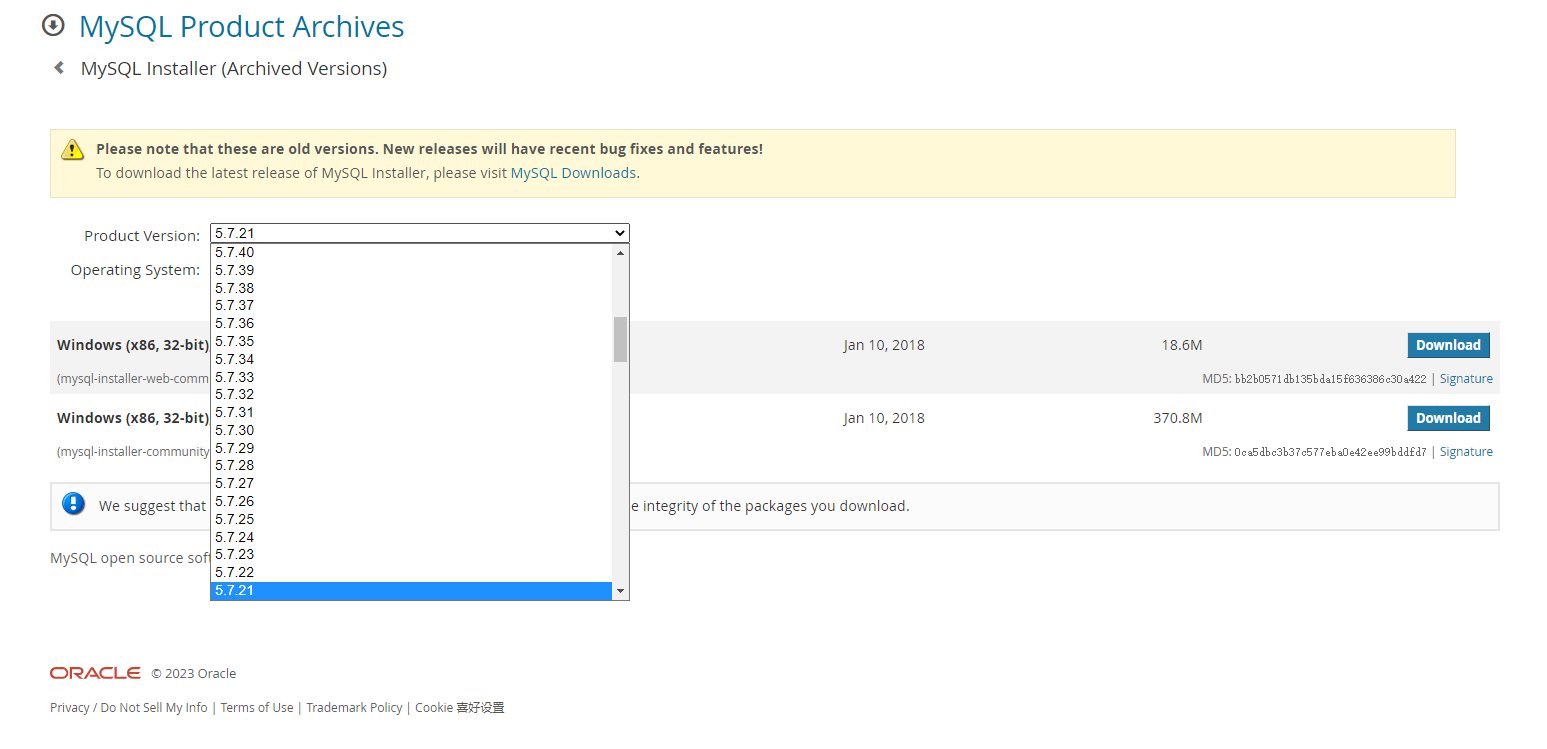 MySQL Product Archives
MySQL Installer (Archived Versions)
Please note that these are old versions. New releases will have recent bug fixes and features!
To download the latest release of MySQL Installer, please visit MySQL Downloads.
Product Version: 5.7.21
Operating System:
5.7.40
5.7.39
5.7.38
5.7.37
5.7.36
5.7.35
5.7.34
5.7.33
5.7.32
5.7.31
5.7.30
5.7.29
5.7.28
5.7.27
5.7.26
5.7.25
5.7.24
5.7.23
5.7.22
5.7.21
Windows (x86, 32-bit) Jan 10, 2018 18.6M Download
(mysql-installer-web-comm MD5: bb2b0571db135bda15f636386c30a422 | Signature
Windows (x86, 32-bit) Jan 10, 2018 370.8M Download
(mysql-installer-community MD5: 0ca5dbc3b37c577eba0e42ee99bddfd7 | Signature
We suggest that e integrity of the packages you download.
MySQL open source sof
ORACLE © 2023 Oracle
Privacy / Do Not Sell My Info | Terms of Use | Trademark Policy | Cookie 喜好设置